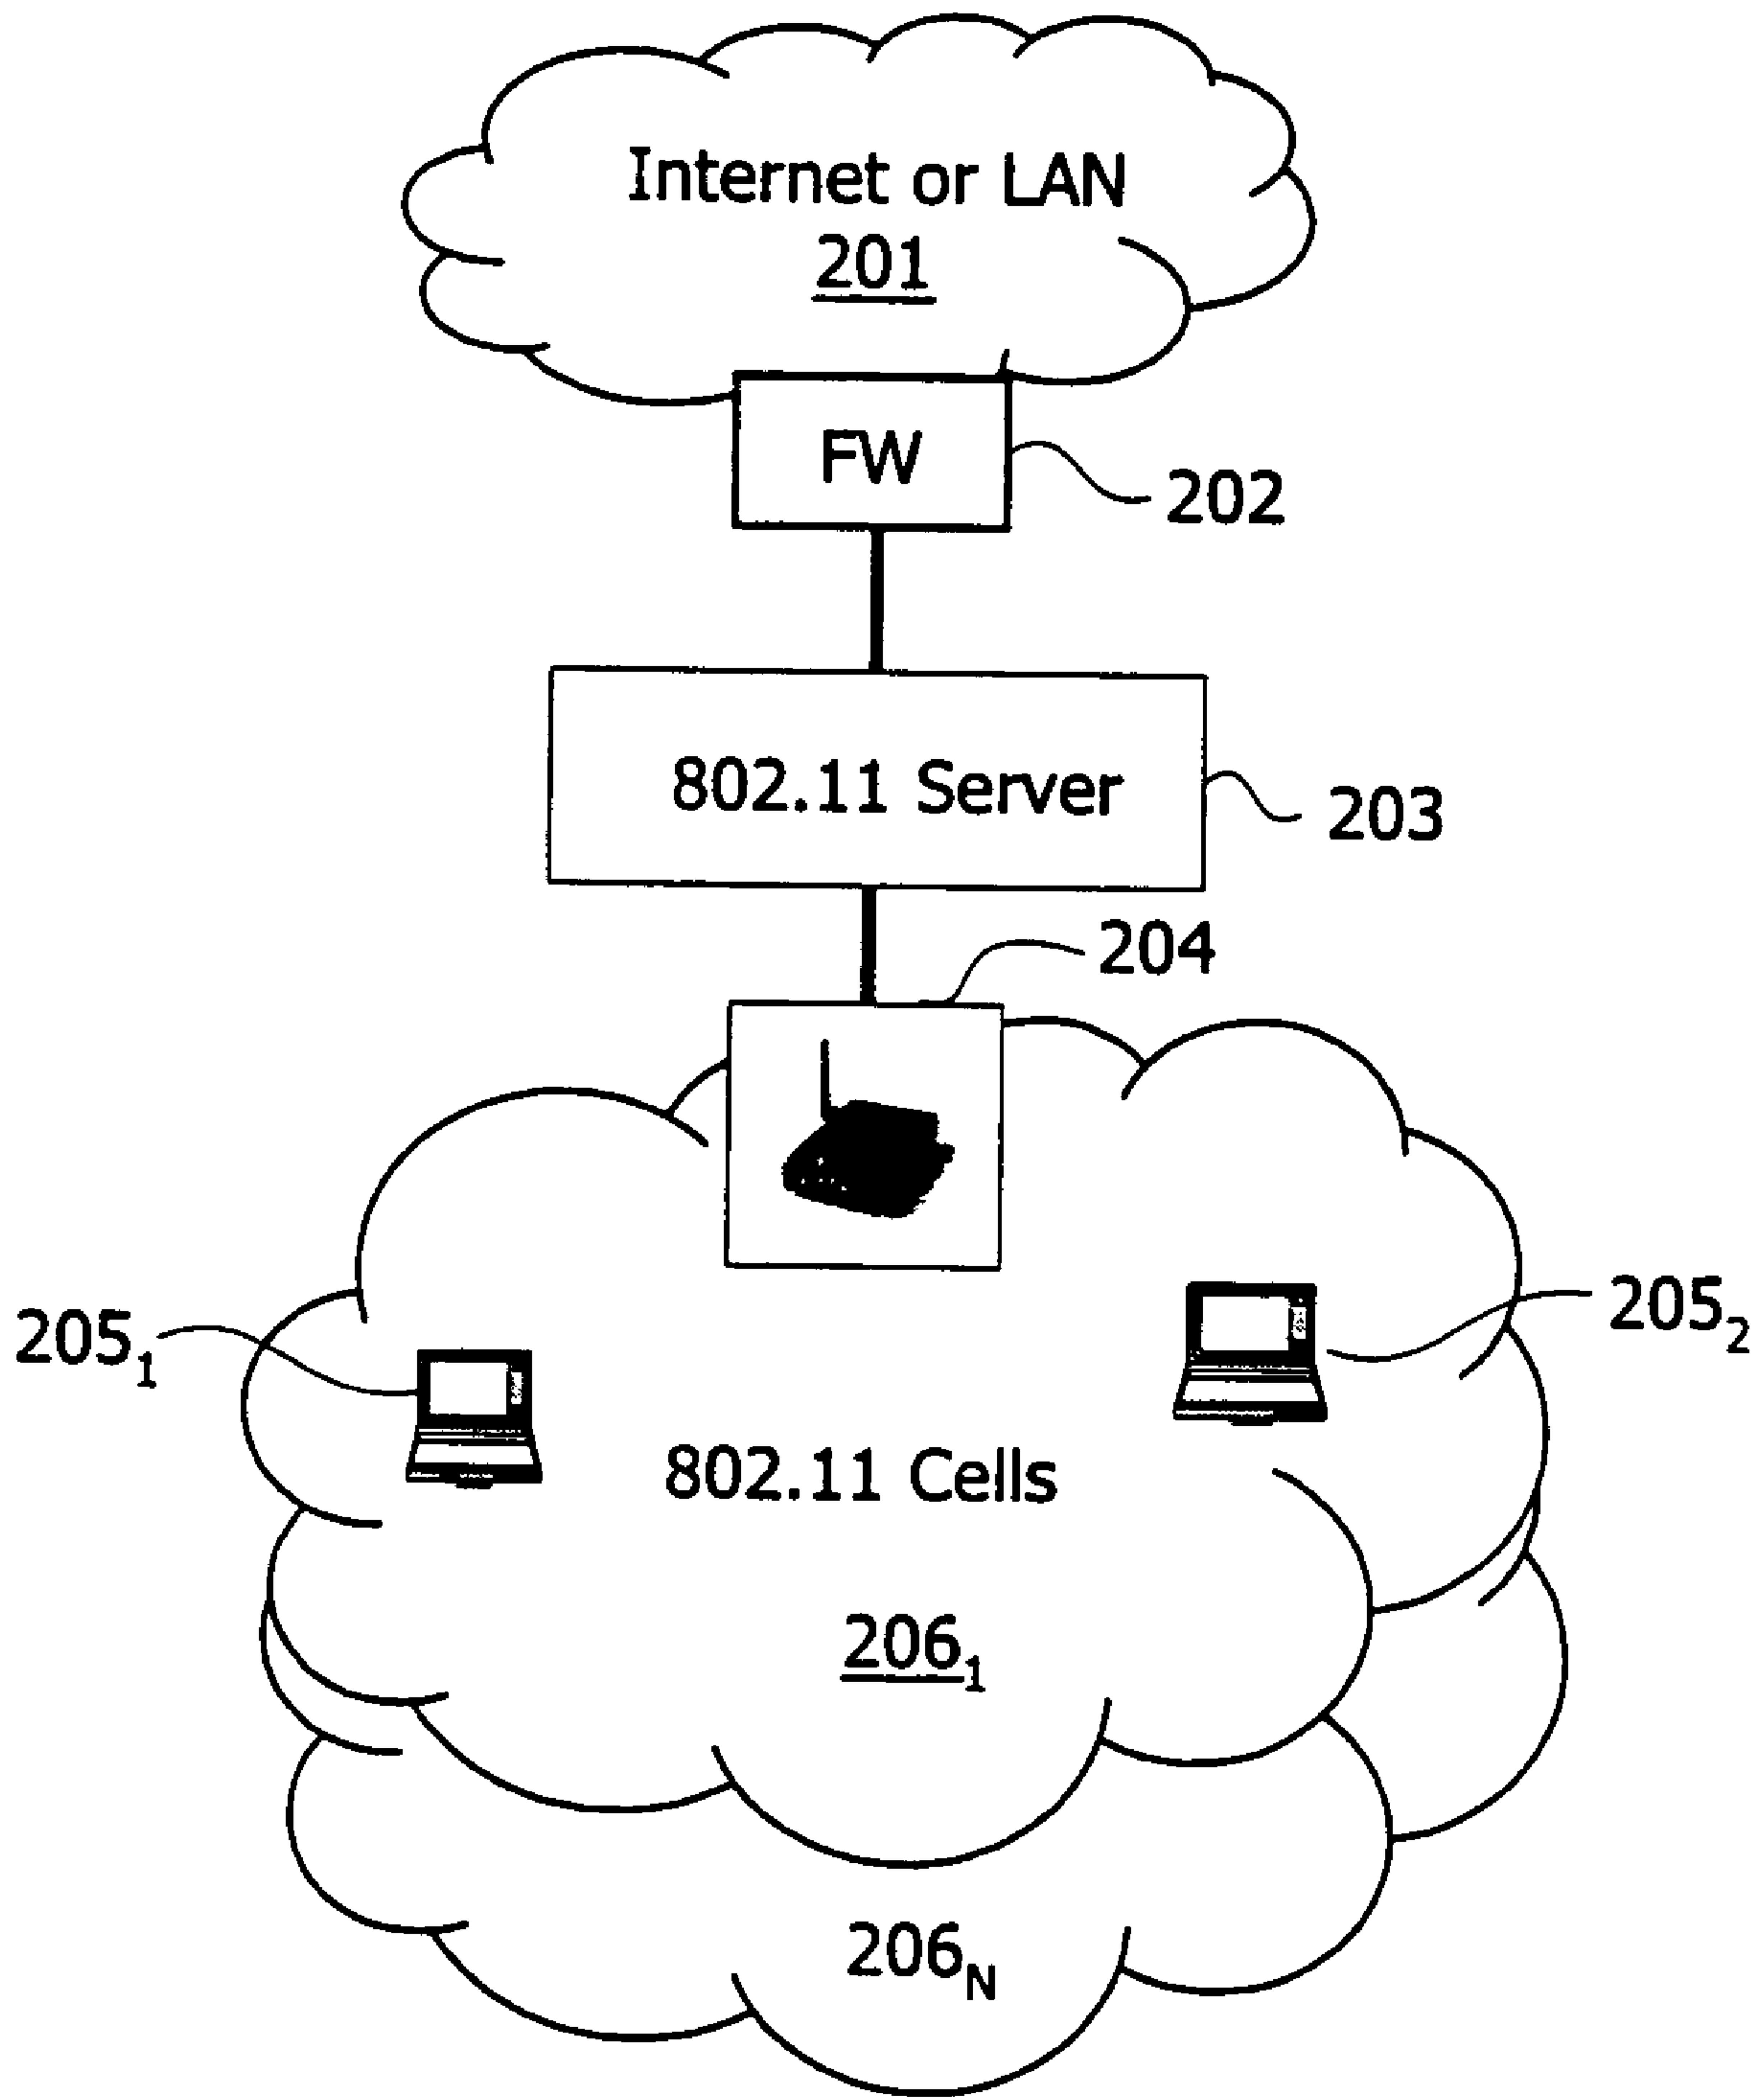 Internet or LAN
201
FW
202
802.11 Server
203
204
205₁
205₂
802.11 Cells
206₁
206N